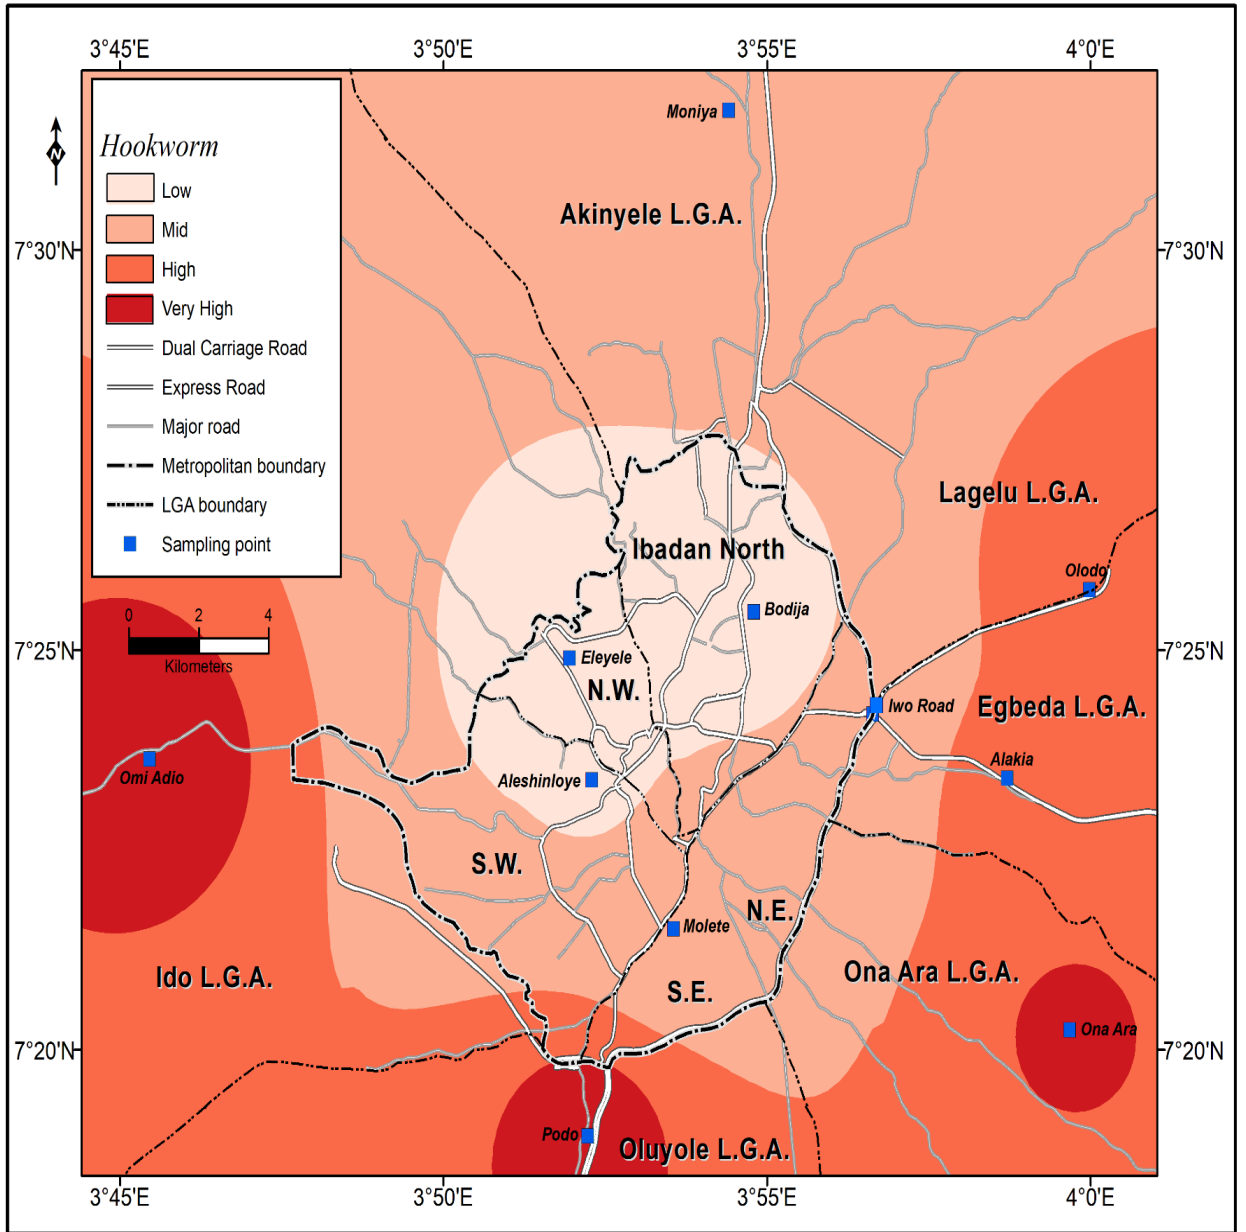 3°45'E 3°50'E 3°55'E 4°0'E
Hookworm
Low
Mid
High
Very High
Dual Carriage Road
Express Road
Major road
Metropolitan boundary
LGA boundary
Sampling point
N
0 2 4
Kilometers
7°30'N 7°30'N
7°25'N 7°25'N
7°20'N 7°20'N
Moniya
Akinyele L.G.A.
Lagelu L.G.A.
Ibadan North
Olodo
Bodija
Eleyele
N.W.
Iwo Road
Egbeda L.G.A.
Omi Adio
Aleshinloye
Alakia
S.W.
N.E.
Molete
Ido L.G.A.
Ona Ara L.G.A.
S.E.
Ona Ara
Podo
Oluyole L.G.A.
3°45'E 3°50'E 3°55'E 4°0'E